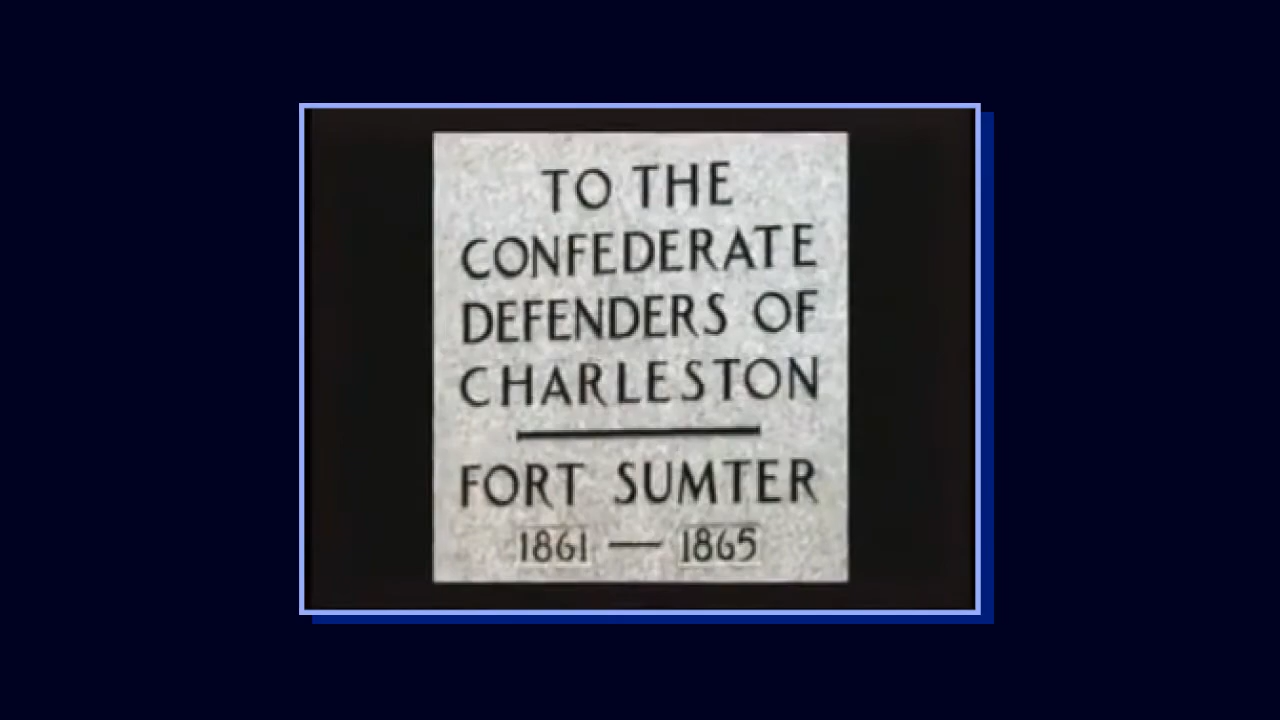 TO THE
CONFEDERATE
DEFENDERS OF
CHARLESTON
FORT SUMTER
1861 — 1865